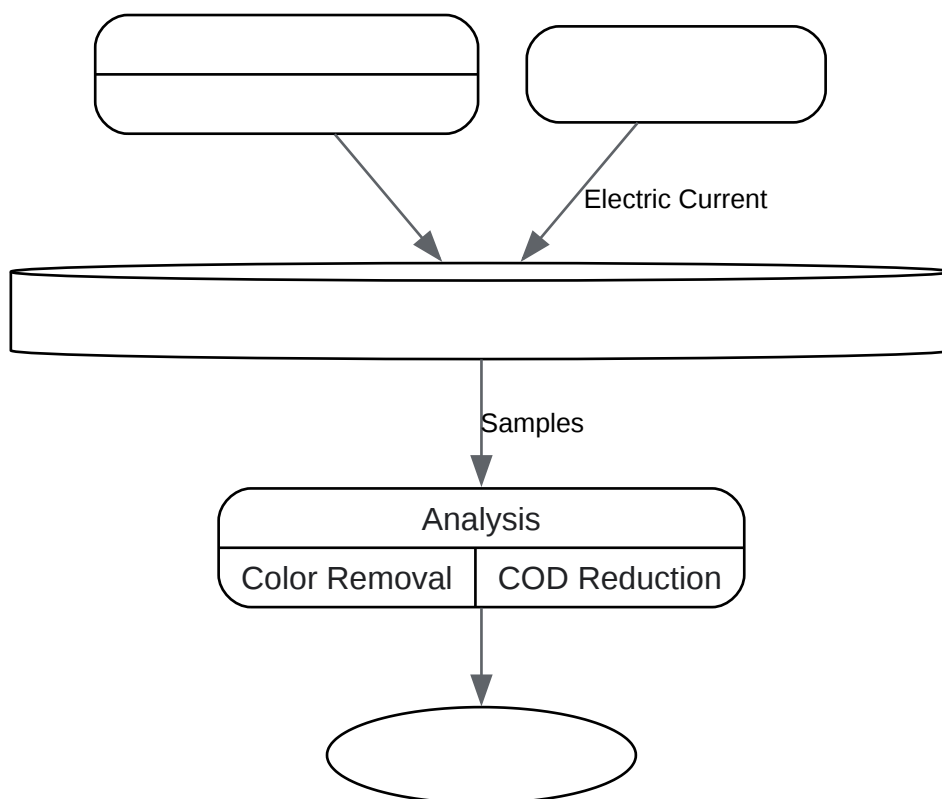 Electric Current
Samples
Analysis
Color Removal
COD Reduction